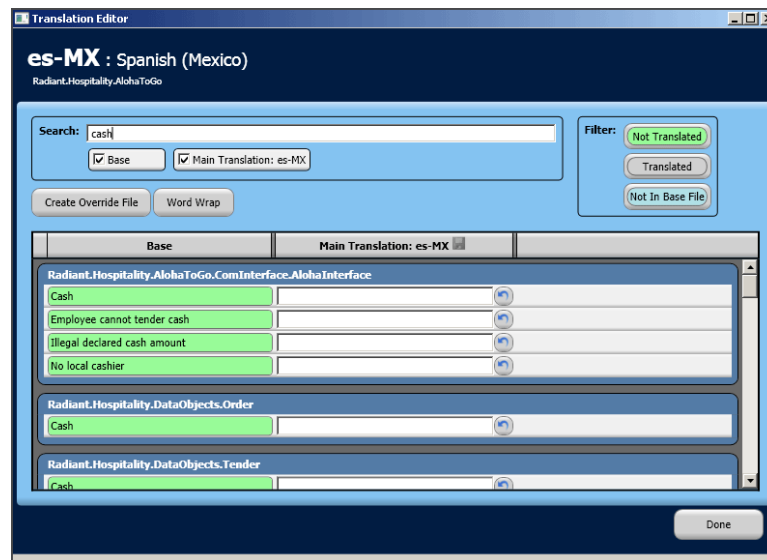 Translation Editor
es-MX : Spanish (Mexico)
Radiant.Hospitality.AlohaToGo
Search: cash
Base
Main Translation: es-MX
Filter:
Not Translated
Translated
Not In Base File
Create Override File
Word Wrap
Base
Main Translation: es-MX
Radiant.Hospitality.AlohaToGo.ComInterface.AlohaInterface
Cash
Employee cannot tender cash
Illegal declared cash amount
No local cashier
Radiant.Hospitality.DataObjects.Order
Cash
Radiant.Hospitality.DataObjects.Tender
Cash
Done